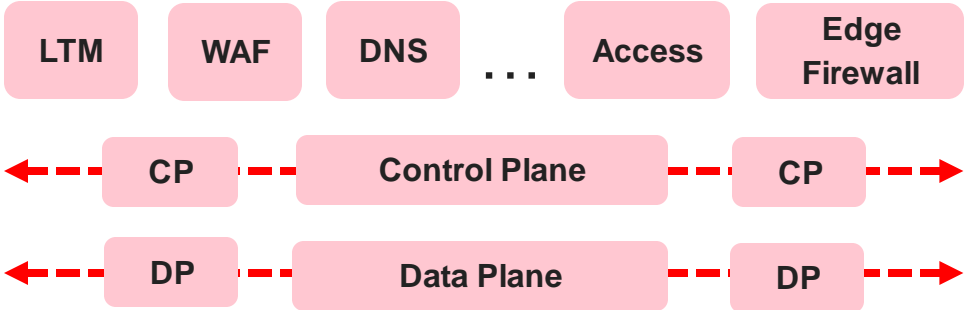 LTM
WAF
DNS
...
Access
Edge
Firewall
CP
Control Plane
CP
DP
Data Plane
DP